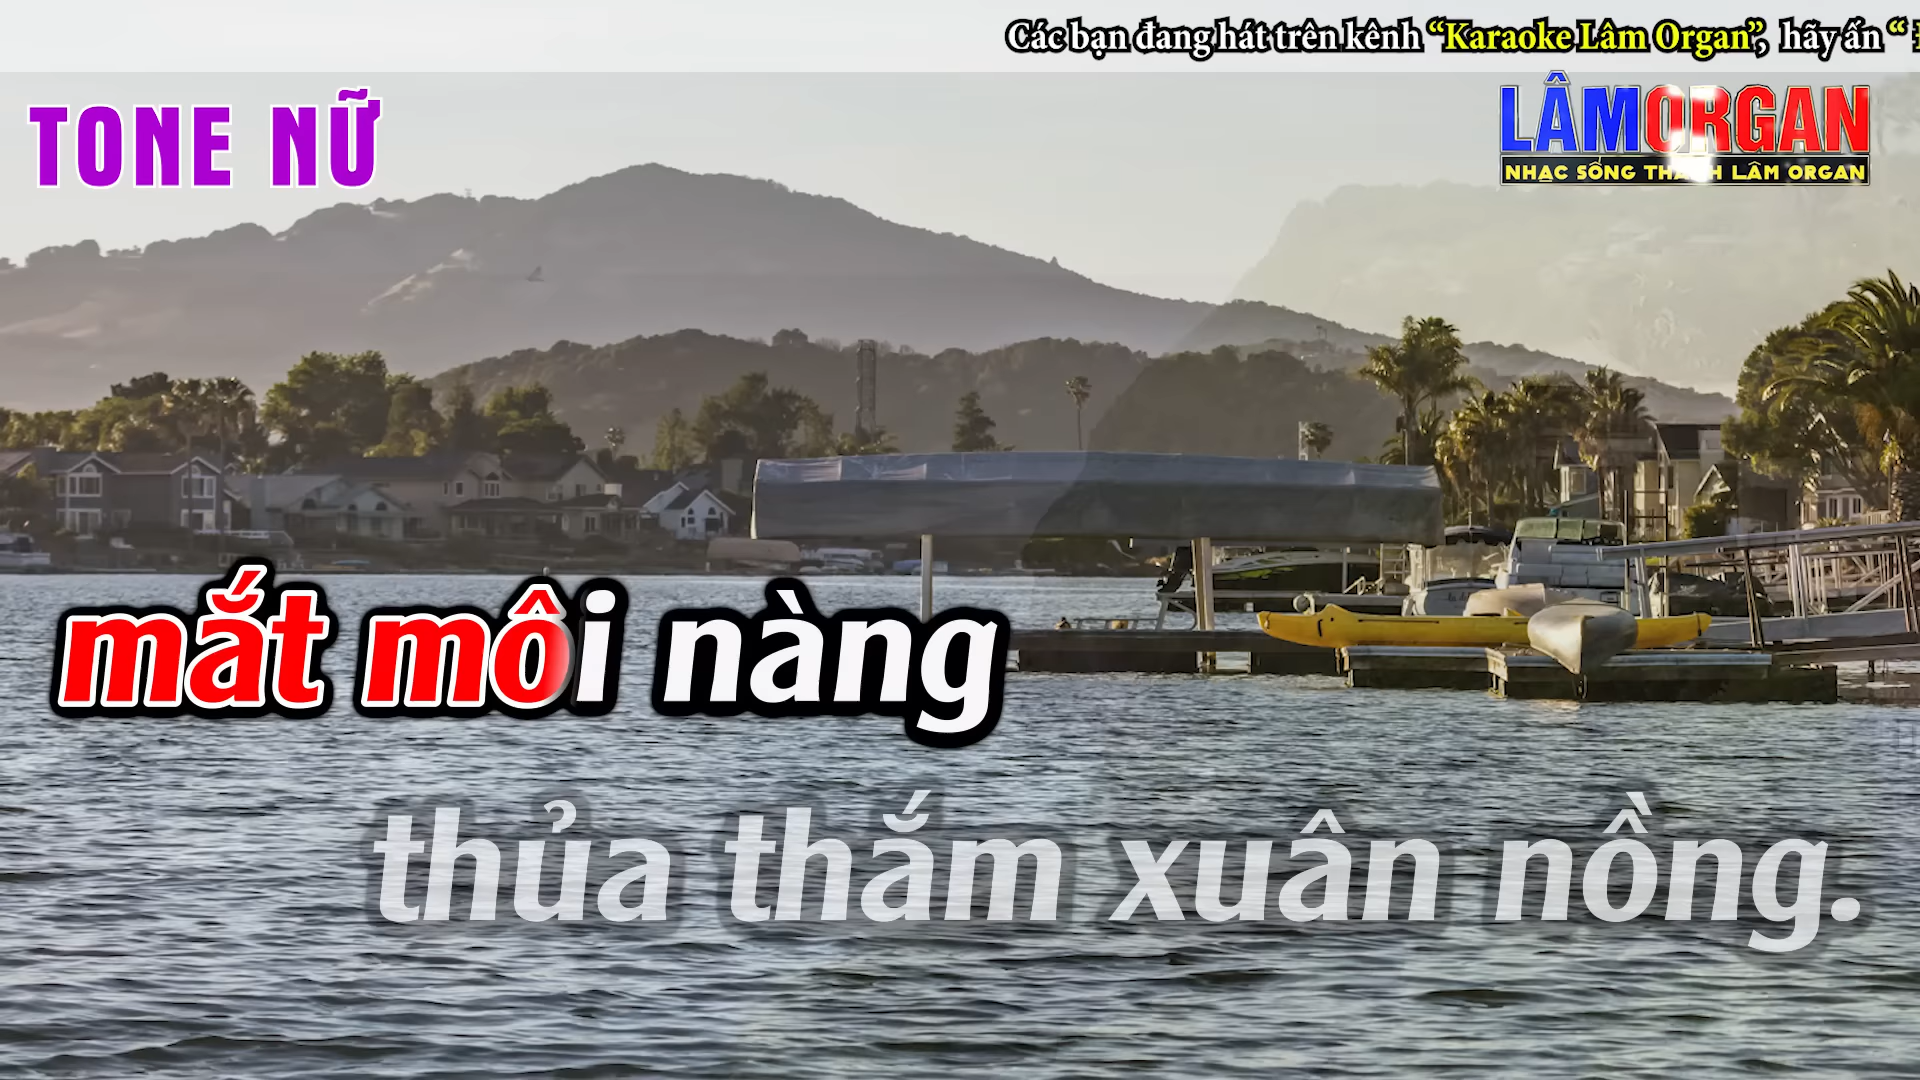 Các bạn đang hát trên kênh “Karaoke Lâm Organ”, hãy ấn “
TONE NỮ
LÂMORGAN
NHẠC SỐNG THANH LÂM ORGAN
mắt môi nàng
thủa thắm xuân nồng.